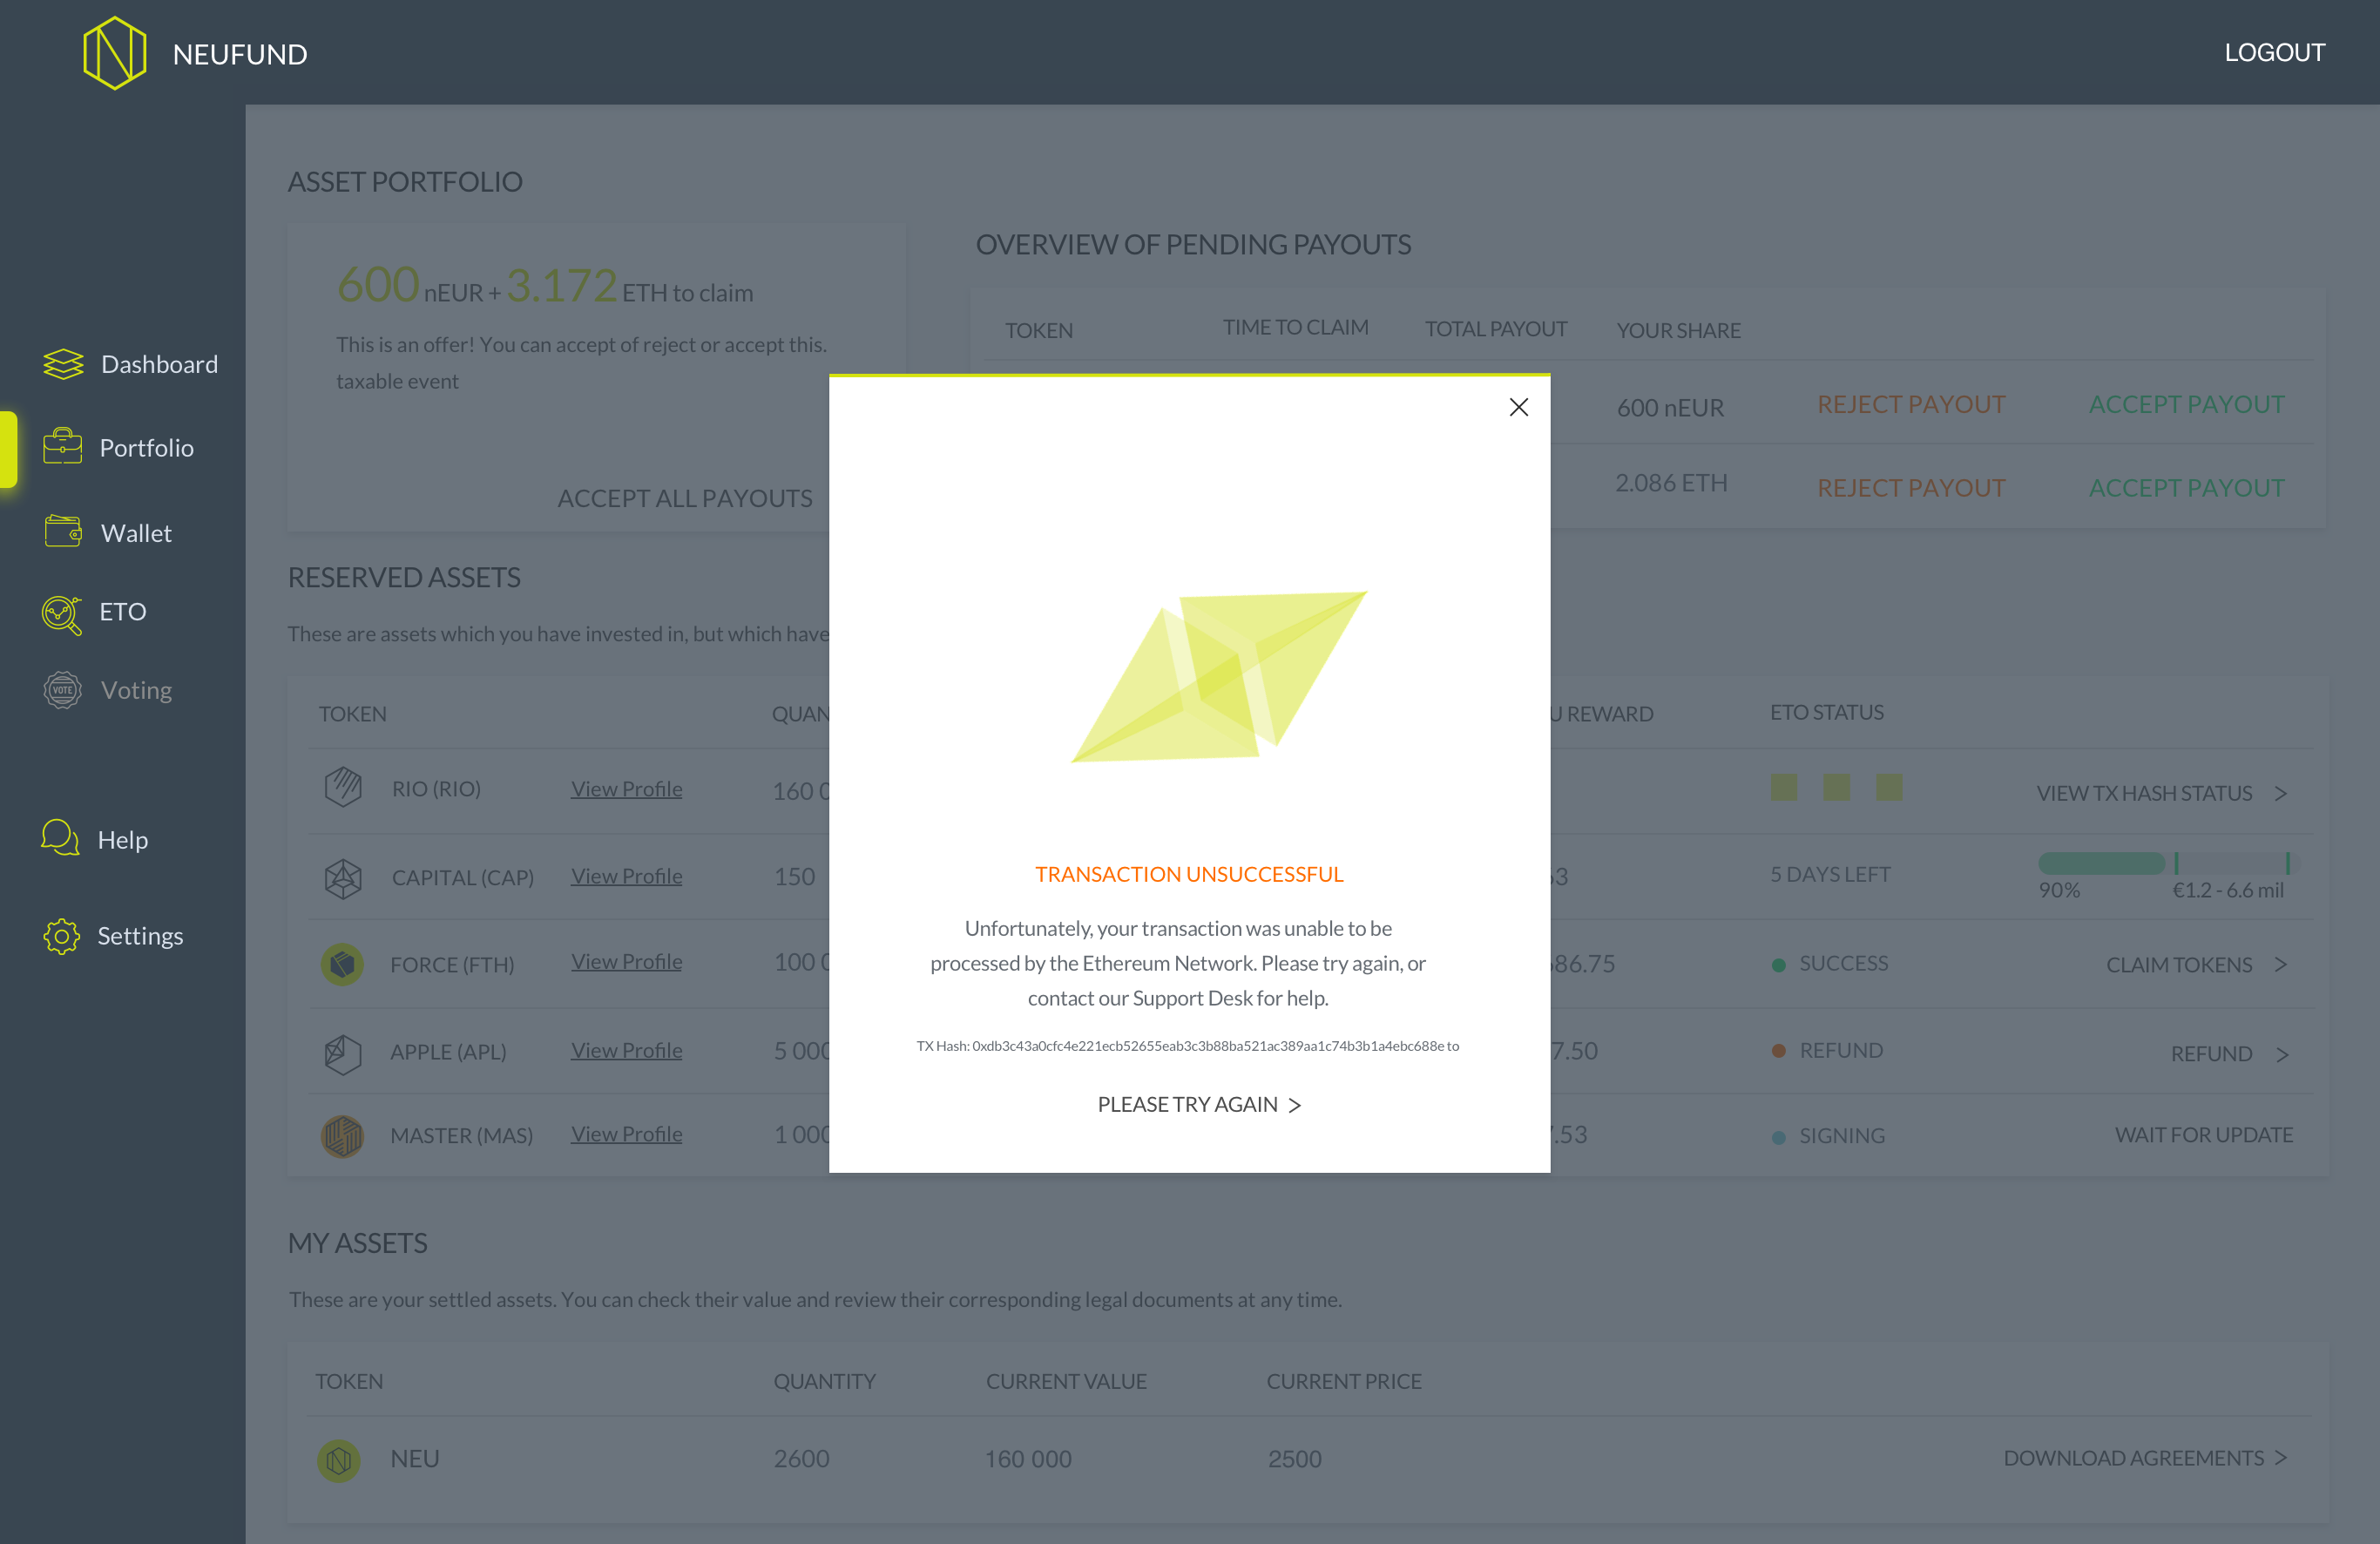 NEUFUND
LOGOUT
Dashboard
Portfolio
Wallet
ETO
VOTE
Voting
Help
Settings
ASSET PORTFOLIO
600 nEUR + 3.172 ETH to claim
This is an offer! You can accept of reject or accept this.
taxable event
ACCEPT ALL PAYOUTS
OVERVIEW OF PENDING PAYOUTS
TOKEN TIME TO CLAIM TOTAL PAYOUT YOUR SHARE
600 nEUR REJECT PAYOUT ACCEPT PAYOUT
2.086 ETH REJECT PAYOUT ACCEPT PAYOUT
RESERVED ASSETS
These are assets which you have invested in, but which have
TOKEN QUAN U REWARD ETO STATUS
RIO (RIO) View Profile 160 0 VIEW TX HASH STATUS >
CAPITAL (CAP) View Profile 150 63 5 DAYS LEFT
90% €1.2 - 6.6 mil
FORCE (FTH) View Profile 100 0 686.75 SUCCESS CLAIM TOKENS >
APPLE (APL) View Profile 5 000 7.50 REFUND REFUND >
MASTER (MAS) View Profile 1 000 7.53 SIGNING WAIT FOR UPDATE
TRANSACTION UNSUCCESSFUL
Unfortunately, your transaction was unable to be
processed by the Ethereum Network. Please try again, or
contact our Support Desk for help.
TX Hash: 0xdb3c43a0cfc4e221ecb52655eab3c3b88ba521ac389aa1c74b3b1a4ebc688e to
PLEASE TRY AGAIN >
MY ASSETS
These are your settled assets. You can check their value and review their corresponding legal documents at any time.
TOKEN QUANTITY CURRENT VALUE CURRENT PRICE
NEU 2600 160 000 2500 DOWNLOAD AGREEMENTS >